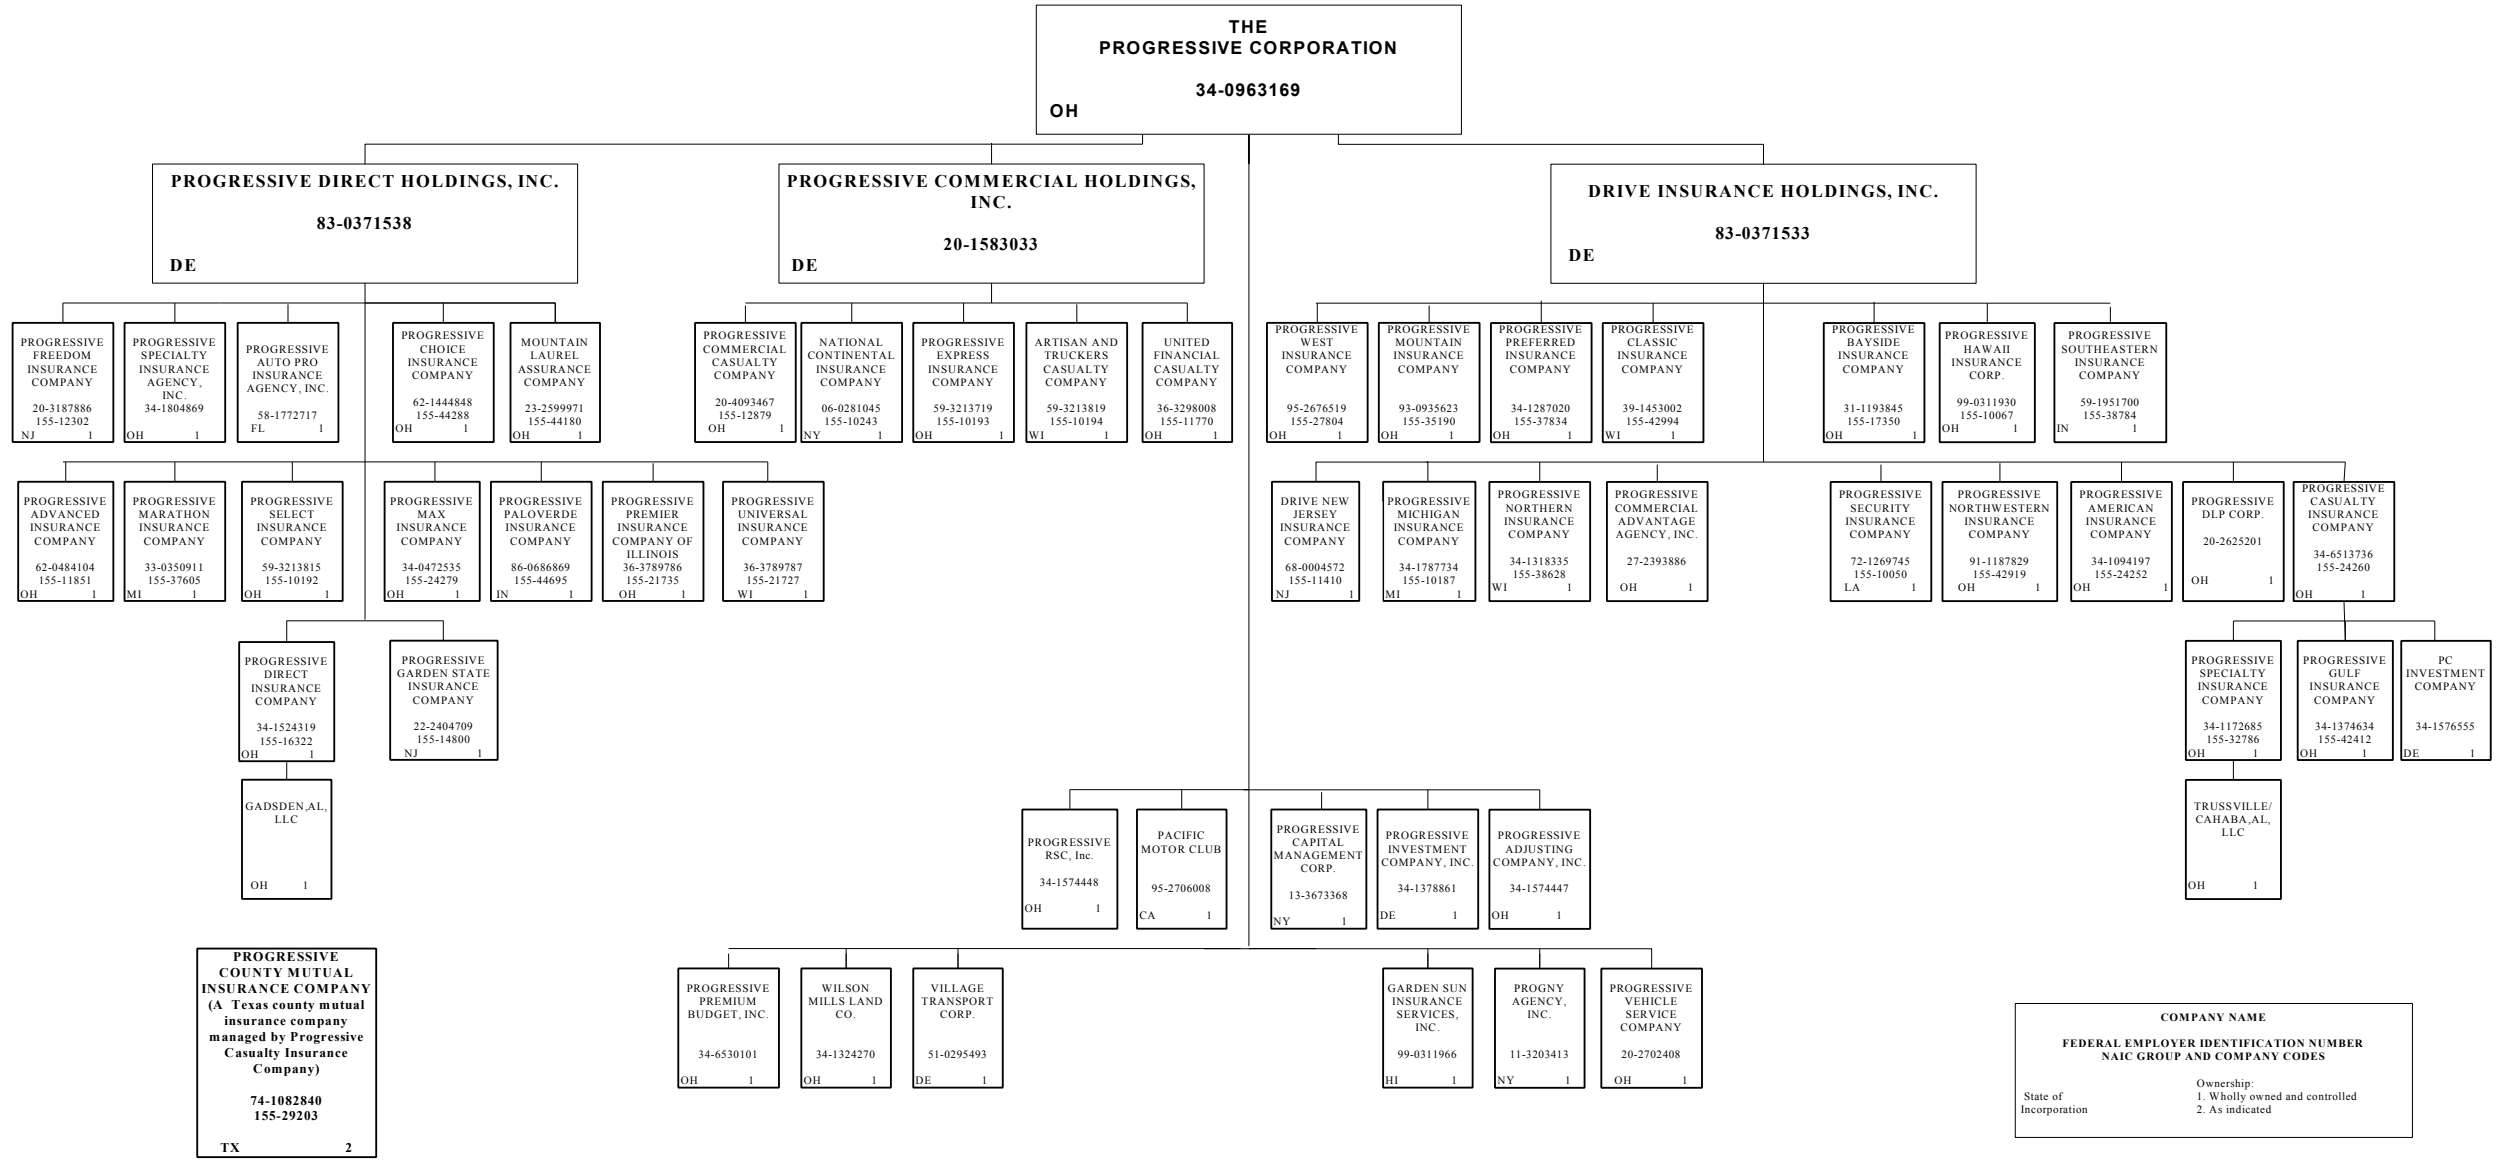 THE
PROGRESSIVE CORPORATION
34-0963169
OH
PROGRESSIVE DIRECT HOLDINGS, INC.
83-0371538
DE
PROGRESSIVE COMMERCIAL HOLDINGS,
INC.
20-1583033
DE
DRIVE INSURANCE HOLDINGS, INC.
83-0371533
DE
PROGRESSIVE
FREEDOM
INSURANCE
COMPANY
20-3187886
155-12302
NJ 1
PROGRESSIVE
SPECIALTY
INSURANCE
AGENCY,
INC.
34-1804869
OH 1
PROGRESSIVE
AUTO PRO
INSURANCE
AGENCY, INC.
58-1772717
FL 1
PROGRESSIVE
CHOICE
INSURANCE
COMPANY
62-1444848
155-44288
OH 1
MOUNTAIN
LAUREL
ASSURANCE
COMPANY
23-2599971
155-44180
OH 1
PROGRESSIVE
COMMERCIAL
CASUALTY
COMPANY
20-4093467
155-12879
OH 1
NATIONAL
CONTINENTAL
INSURANCE
COMPANY
06-0281045
155-10243
NY 1
PROGRESSIVE
EXPRESS
INSURANCE
COMPANY
59-3213719
155-10193
OH 1
ARTISAN AND
TRUCKERS
CASUALTY
COMPANY
59-3213819
155-10194
WI 1
UNITED
FINANCIAL
CASUALTY
COMPANY
36-3298008
155-11770
OH 1
PROGRESSIVE
WEST
INSURANCE
COMPANY
95-2676519
155-27804
OH 1
PROGRESSIVE
MOUNTAIN
INSURANCE
COMPANY
93-0935623
155-35190
OH 1
PROGRESSIVE
PREFERRED
INSURANCE
COMPANY
34-1287020
155-37834
OH 1
PROGRESSIVE
CLASSIC
INSURANCE
COMPANY
39-1453002
155-42994
WI 1
PROGRESSIVE
BAYSIDE
INSURANCE
COMPANY
31-1193845
155-17350
OH 1
PROGRESSIVE
HAWAII
INSURANCE
CORP.
99-0311930
155-10067
OH 1
PROGRESSIVE
SOUTHEASTERN
INSURANCE
COMPANY
59-1951700
155-38784
IN 1
PROGRESSIVE
ADVANCED
INSURANCE
COMPANY
62-0484104
155-11851
OH 1
PROGRESSIVE
MARATHON
INSURANCE
COMPANY
33-0350911
155-37605
MI 1
PROGRESSIVE
SELECT
INSURANCE
COMPANY
59-3213815
155-10192
OH 1
PROGRESSIVE
MAX
INSURANCE
COMPANY
34-0472535
155-24279
OH 1
PROGRESSIVE
PALOVERDE
INSURANCE
COMPANY
86-0686869
155-44695
IN 1
PROGRESSIVE
PREMIER
INSURANCE
COMPANY OF
ILLINOIS
36-3789786
155-21735
OH 1
PROGRESSIVE
UNIVERSAL
INSURANCE
COMPANY
36-3789787
155-21727
WI 1
DRIVE NEW
JERSEY
INSURANCE
COMPANY
68-0004572
155-11410
NJ 1
PROGRESSIVE
MICHIGAN
INSURANCE
COMPANY
34-1787734
155-10187
MI 1
PROGRESSIVE
NORTHERN
INSURANCE
COMPANY
34-1318335
155-38628
WI 1
PROGRESSIVE
COMMERCIAL
ADVANTAGE
AGENCY, INC.
27-2393886
OH 1
PROGRESSIVE
SECURITY
INSURANCE
COMPANY
72-1269745
155-10050
LA 1
PROGRESSIVE
NORTHWESTERN
INSURANCE
COMPANY
91-1187829
155-42919
OH 1
PROGRESSIVE
AMERICAN
INSURANCE
COMPANY
34-1094197
155-24252
OH 1
PROGRESSIVE
DLP CORP.
20-2625201
OH 1
PROGRESSIVE
CASUALTY
INSURANCE
COMPANY
34-6513736
155-24260
OH 1
PROGRESSIVE
DIRECT
INSURANCE
COMPANY
34-1524319
155-16322
OH 1
PROGRESSIVE
GARDEN STATE
INSURANCE
COMPANY
22-2404709
155-14800
NJ 1
PROGRESSIVE
SPECIALTY
INSURANCE
COMPANY
34-1172685
155-32786
OH 1
PROGRESSIVE
GULF
INSURANCE
COMPANY
34-1374634
155-42412
OH 1
PC
INVESTMENT
COMPANY
34-1576555
DE 1
GADSDEN,AL,
LLC
OH 1
TRUSSVILLE/
CAHABA,AL,
LLC
OH 1
PROGRESSIVE
RSC, Inc.
34-1574448
OH 1
PACIFIC
MOTOR CLUB
95-2706008
CA 1
PROGRESSIVE
CAPITAL
MANAGEMENT
CORP.
13-3673368
NY 1
PROGRESSIVE
INVESTMENT
COMPANY, INC.
34-1378861
DE 1
PROGRESSIVE
ADJUSTING
COMPANY, INC.
34-1574447
OH 1
PROGRESSIVE
COUNTY MUTUAL
INSURANCE COMPANY
(A Texas county mutual
insurance company
managed by Progressive
Casualty Insurance
Company)
74-1082840
155-29203
TX 2
PROGRESSIVE
PREMIUM
BUDGET, INC.
34-6530101
OH 1
WILSON
MILLS LAND
CO.
34-1324270
OH 1
VILLAGE
TRANSPORT
CORP.
51-0295493
DE 1
GARDEN SUN
INSURANCE
SERVICES,
INC.
99-0311966
HI 1
PROGNY
AGENCY,
INC.
11-3203413
NY 1
PROGRESSIVE
VEHICLE
SERVICE
COMPANY
20-2702408
OH 1
COMPANY NAME
FEDERAL EMPLOYER IDENTIFICATION NUMBER
NAIC GROUP AND COMPANY CODES
Ownership:
State of 1. Wholly owned and controlled
Incorporation 2. As indicated